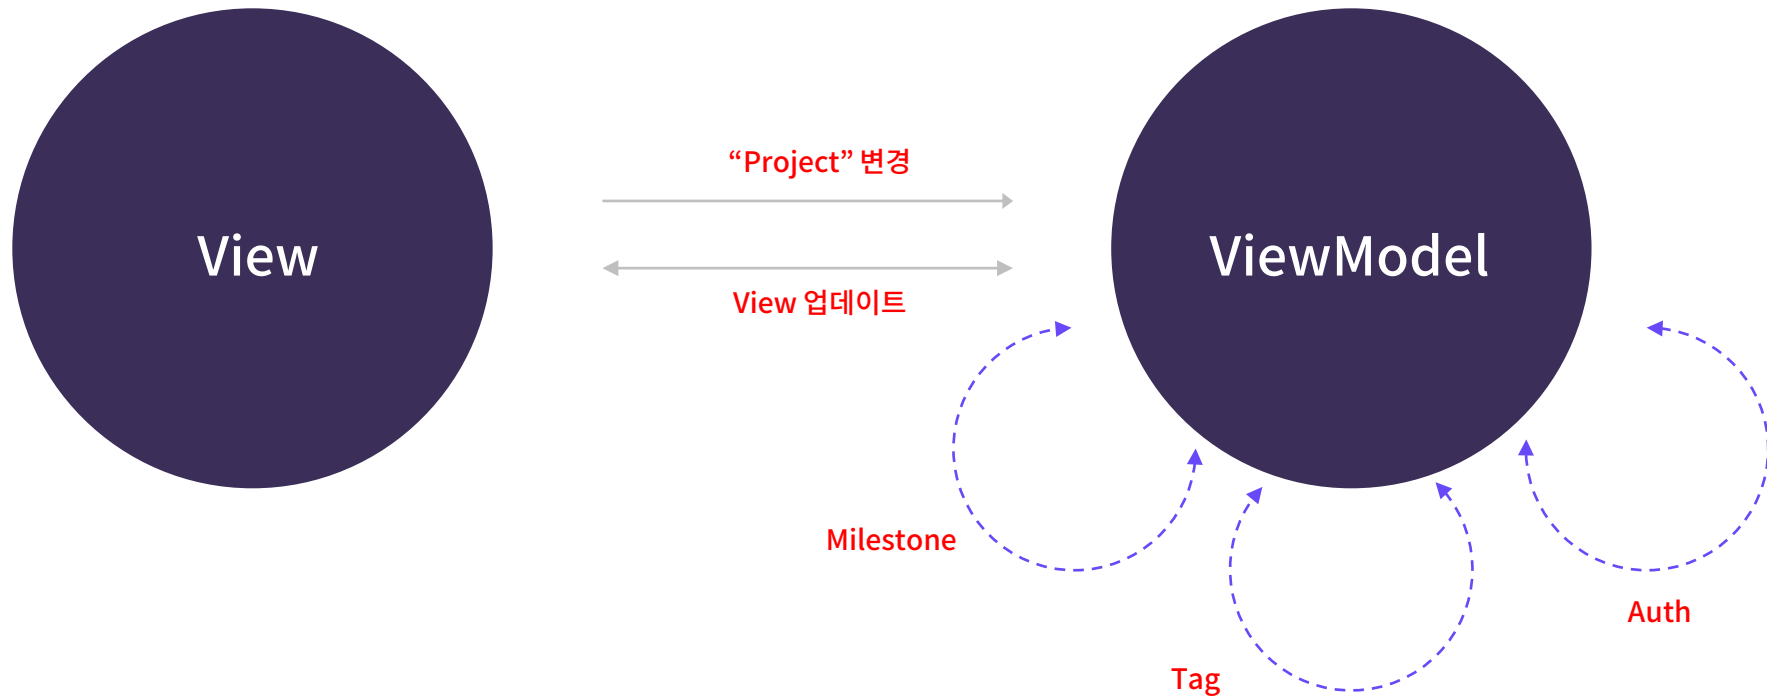 “Project” 변경
View
ViewModel
View 업데이트
Milestone
Auth
Tag